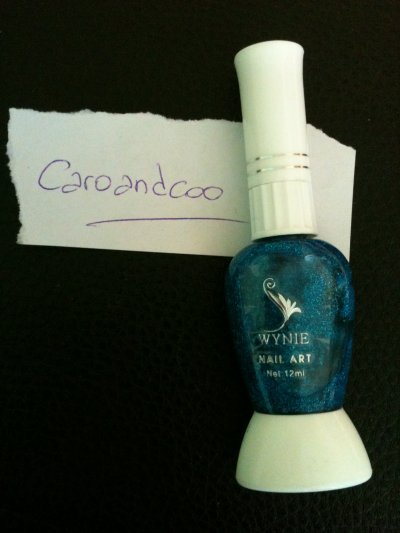 Caroandcoo
WYNIE
NAIL ART
Net 12ml